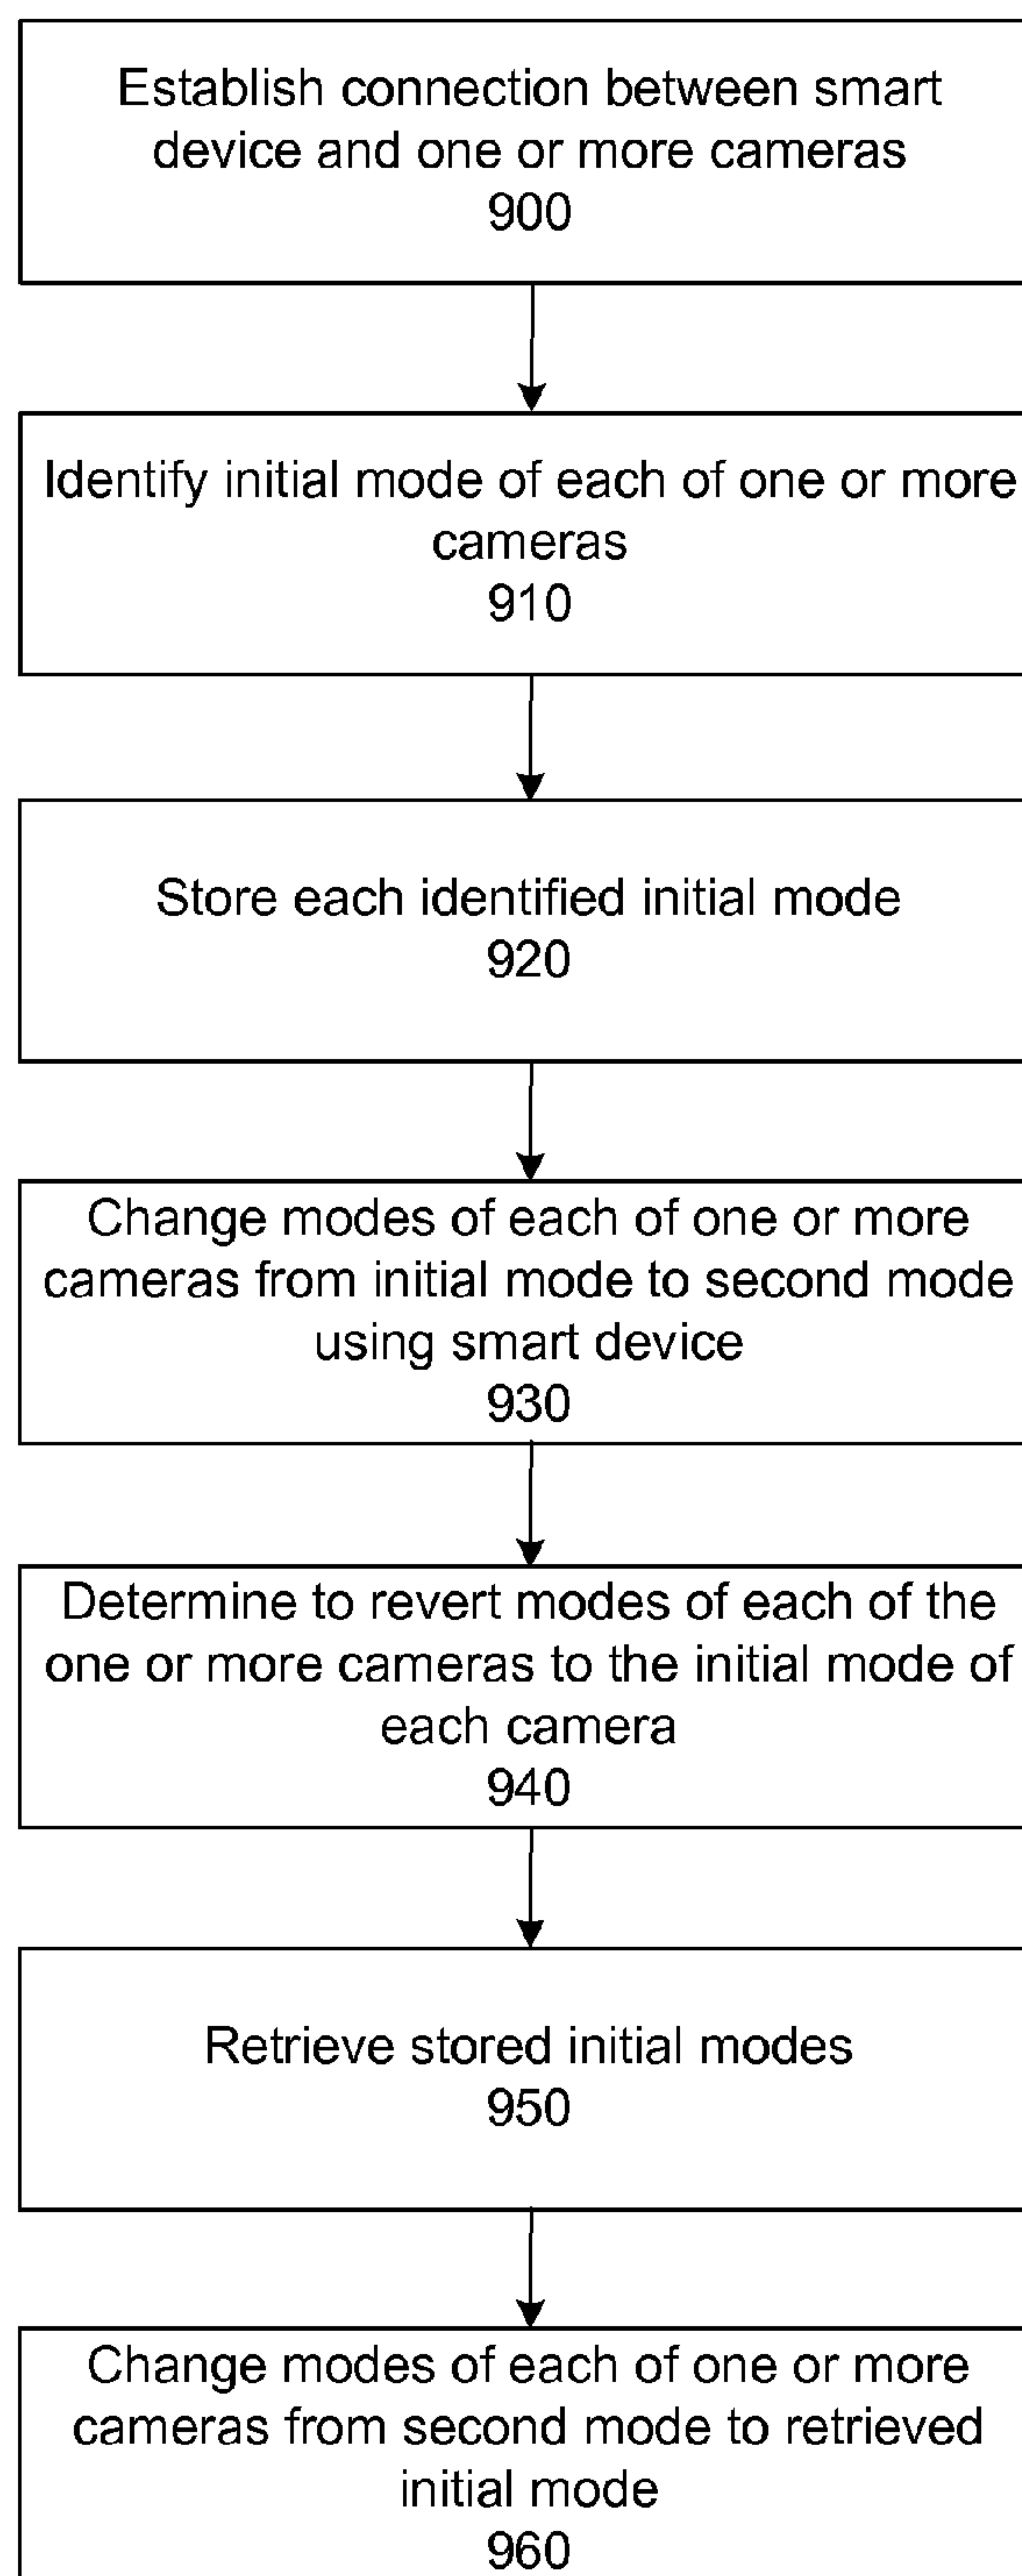 Establish connection between smart
device and one or more cameras
900
Identify initial mode of each of one or more
cameras
910
Store each identified initial mode
920
Change modes of each of one or more
cameras from initial mode to second mode
using smart device
930
Determine to revert modes of each of the
one or more cameras to the initial mode of
each camera
940
Retrieve stored initial modes
950
Change modes of each of one or more
cameras from second mode to retrieved
initial mode
960